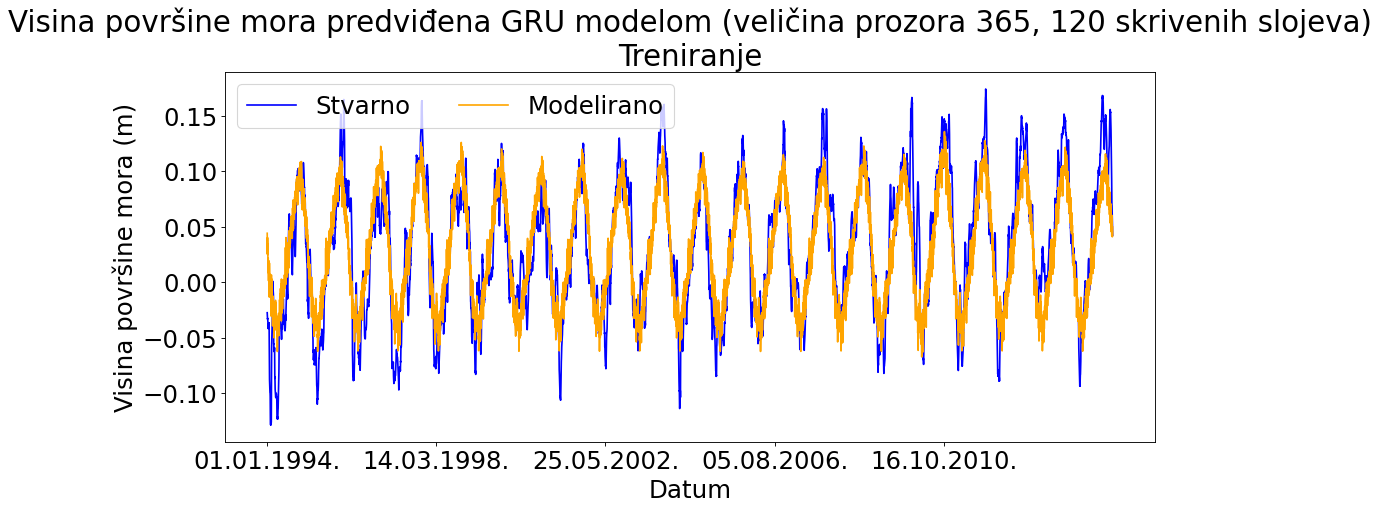 Visina površine mora predviđena GRU modelom (veličina prozora 365, 120 skrivenih slojeva)
Treniranje
Stvarno
Modelirano
Visina površine mora (m)
0.15
0.10
0.05
0.00
−0.05
−0.10
01.01.1994.
14.03.1998.
25.05.2002.
05.08.2006.
16.10.2010.
Datum